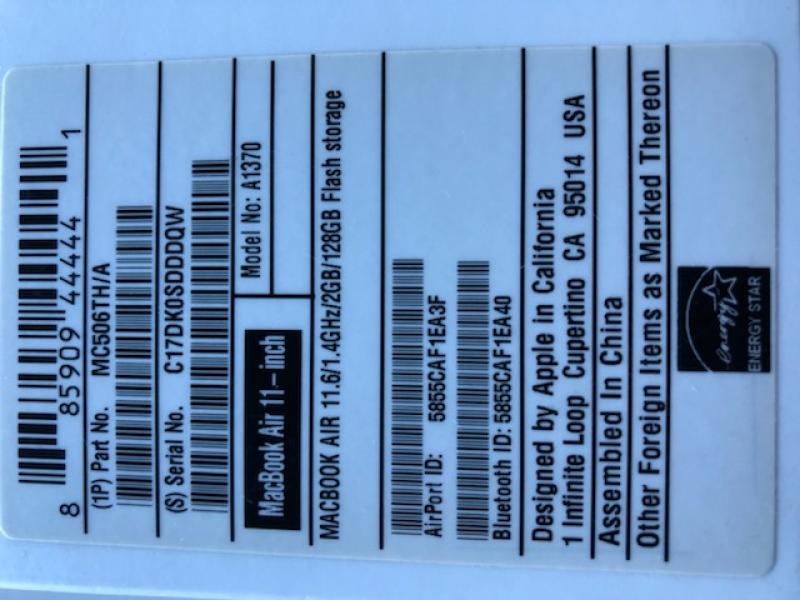 8 85909 44444 1
(1P) Part No. MC506TH/A
(S) Serial No. C17DK0SDDDQW
MacBook Air 11-inch
Model No: A1370
MACBOOK AIR 11.6/1.4GHz/2GB/128GB Flash storage
AirPort ID: 5855CAF1EA3F
Bluetooth ID: 5855CAF1EA40
Designed by Apple in California
1 Infinite Loop Cupertino CA 95014 USA
Assembled In China
Other Foreign Items as Marked Thereon
energy
ENERGY STAR